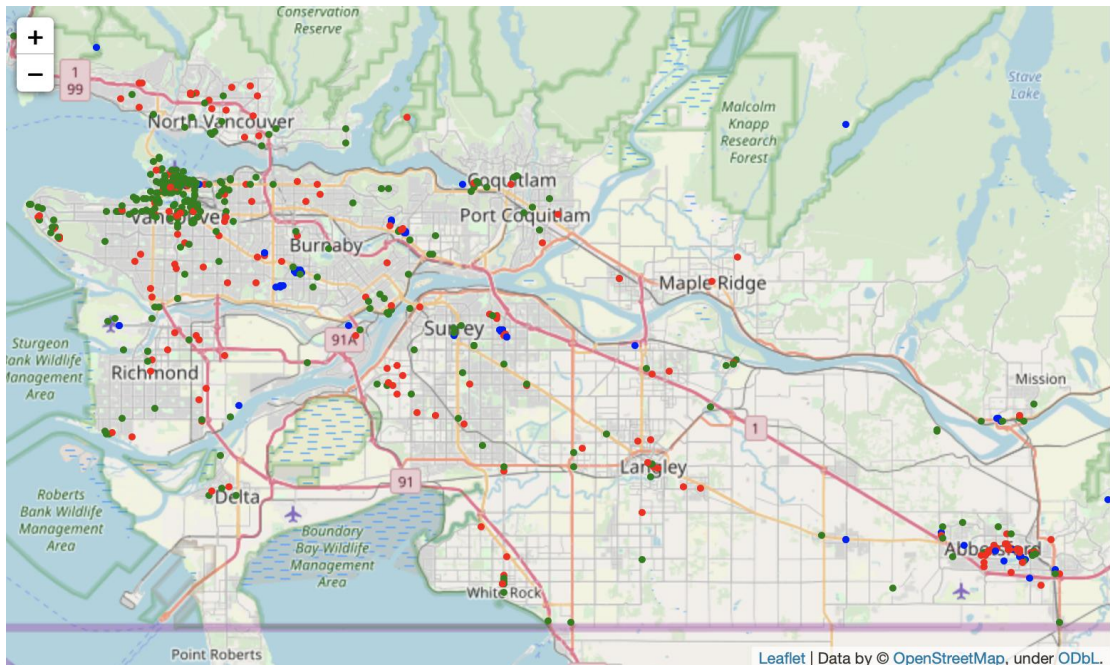 Conservation
Reserve
+
−
1
99
Stave
Lake
North Vancouver
Malcolm
Knapp
Research
Forest
Coquitlam
Port Coquitlam
Vancouver
Burnaby
Maple Ridge
Surrey
91A
Sturgeon
Bank Wildlife
Management
Area
Richmond
Mission
1
Langley
91
Delta
Roberts
Bank Wildlife
Management
Area
Boundary
Bay Wildlife
Management
Area
Abbotsford
White Rock
Point Roberts
Leaflet | Data by © OpenStreetMap, under ODbL.